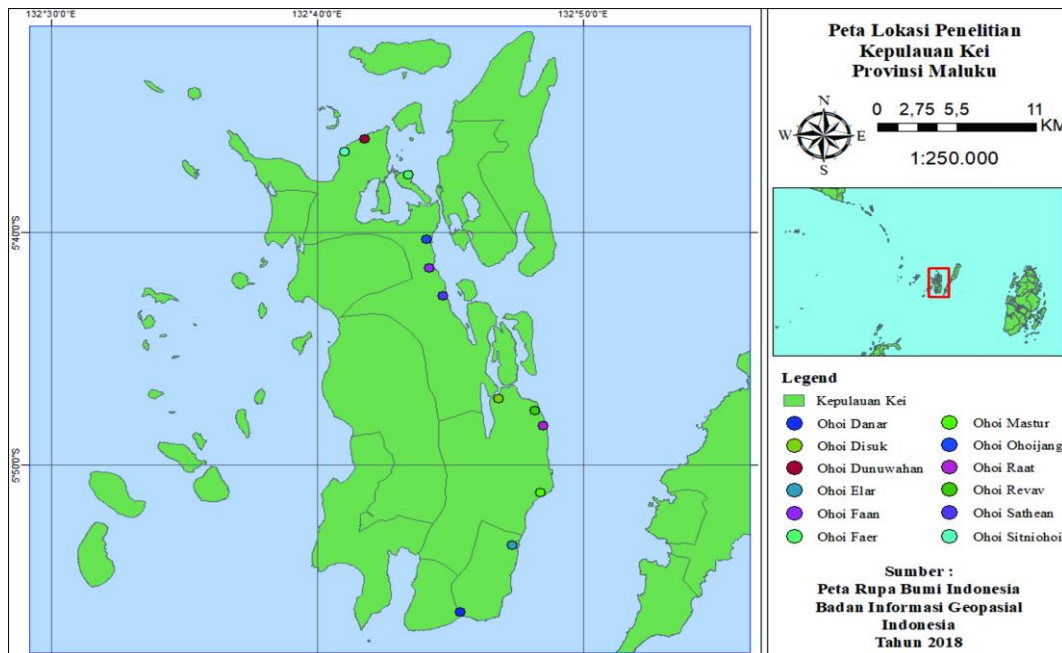 132°30'0"E
132°40'0"E
132°50'0"E
5°40'0"S
5°50'0"S
Peta Lokasi Penelitian
Kepulauan Kei
Provinsi Maluku
N
W
E
S
0 2,75 5,5 11
KM
1:250.000
Legend
Kepulauan Kei
Ohoi Danar
Ohoi Disuk
Ohoi Dunuwahan
Ohoi Elar
Ohoi Faan
Ohoi Faer
Ohoi Mastur
Ohoi Ohoijang
Ohoi Raat
Ohoi Revav
Ohoi Sathean
Ohoi Sitniohoi
Sumber :
Peta Rupa Bumi Indonesia
Badan Informasi Geopasial
Indonesia
Tahun 2018